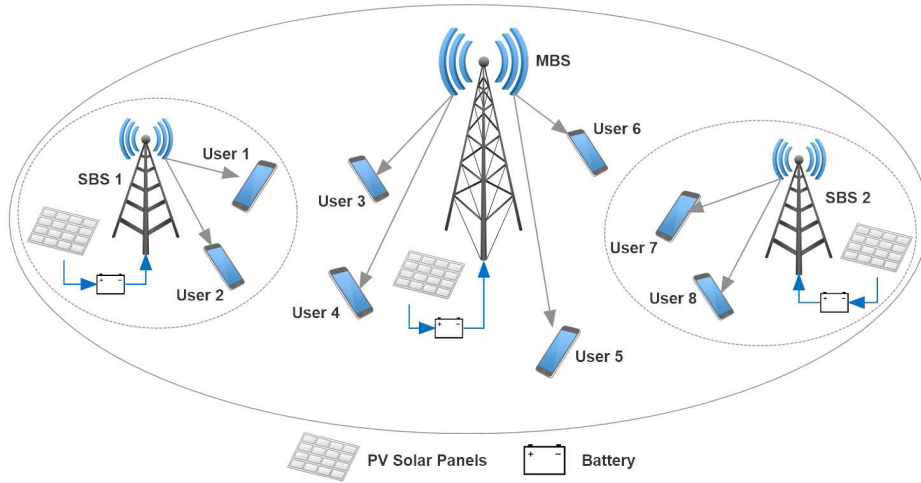 MBS
User 6
User 1
SBS 1
User 3
SBS 2
User 7
User 2
User 4
User 8
+ −
+ −
+ −
User 5
PV Solar Panels
+ −
Battery